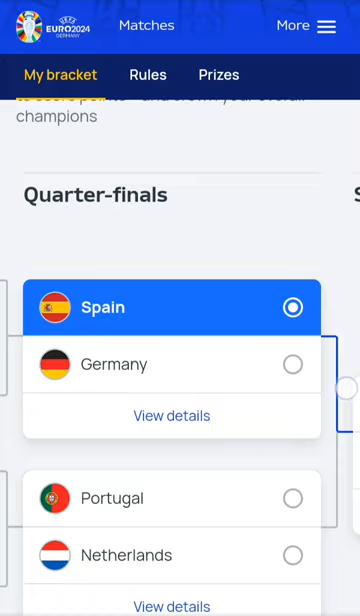 UEFA
EURO2024
GERMANY
Matches
More
My bracket
Rules
Prizes
champions
Quarter-finals
S
Spain
Germany
View details
Portugal
Netherlands
View details